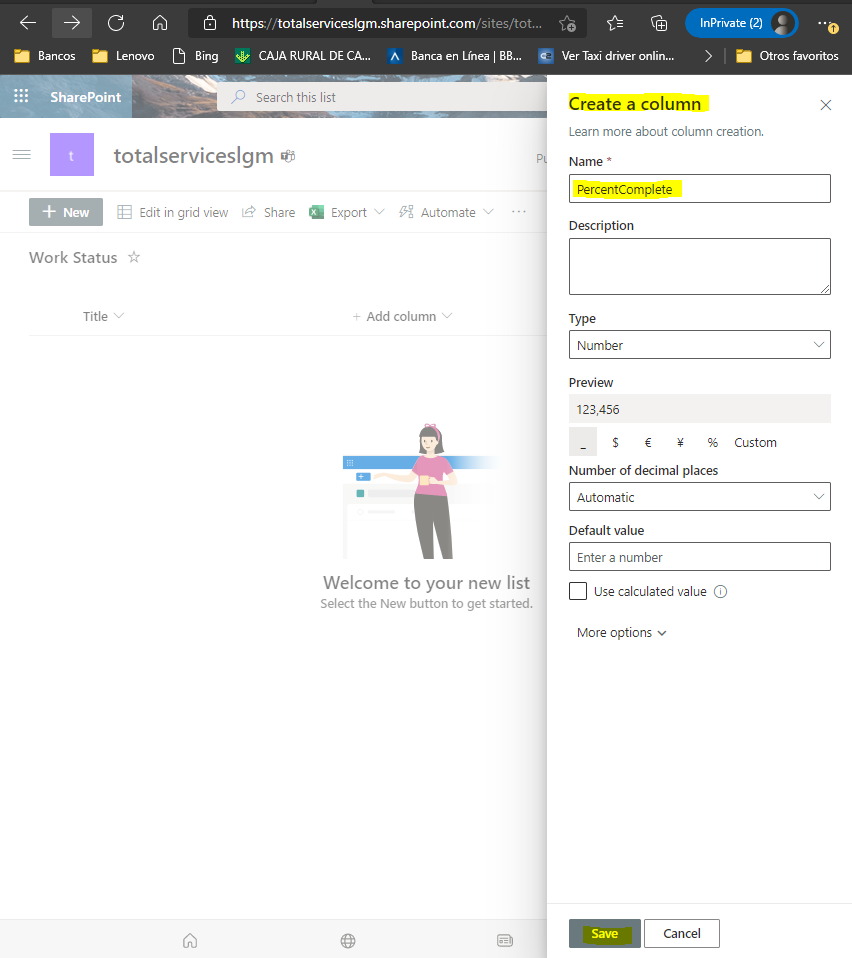 https://totalserviceslgm.sharepoint.com/sites/tot...
InPrivate (2)
Bancos
Lenovo
Bing
CAJA RURAL DE CA...
Banca en Línea | BB...
Ver Taxi driver onlin...
Otros favoritos
SharePoint
Search this list
t
totalserviceslgm
Pu
+ New
Edit in grid view
Share
Export
Automate
...
Work Status
Title
+ Add column
Welcome to your new list
Select the New button to get started.
Create a column
Learn more about column creation.
Name *
PercentComplete
Description
Type
Number
Preview
123,456
_ $ € ¥ % Custom
Number of decimal places
Automatic
Default value
Enter a number
Use calculated value
More options
Save
Cancel